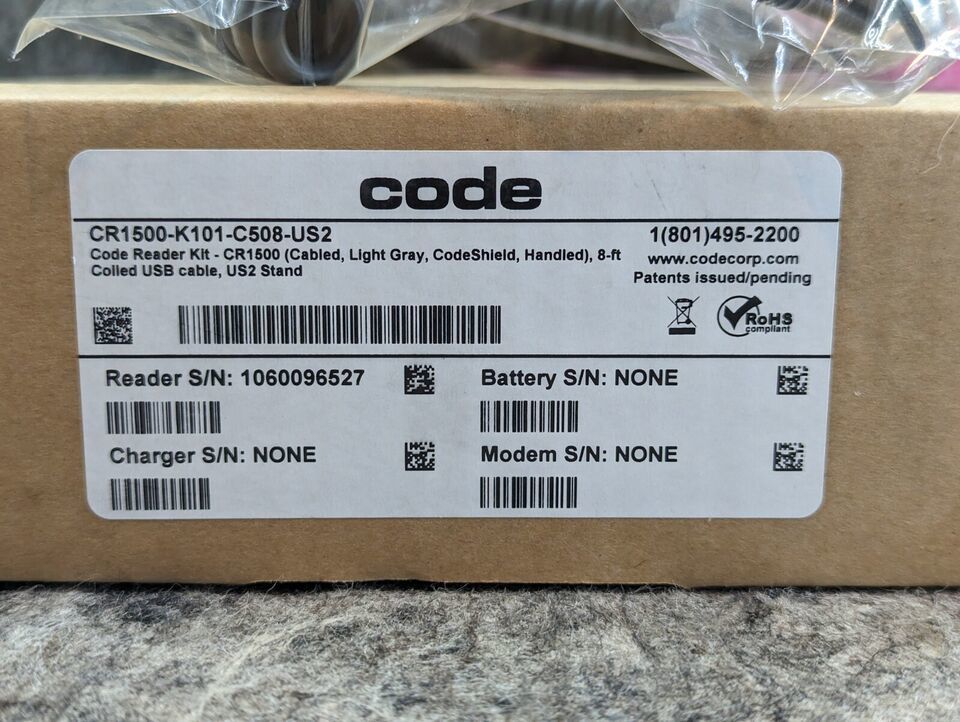 code
CR1500-K101-C508-US2
Code Reader Kit - CR1500 (Cabled, Light Gray, CodeShield, Handled), 8-ft
Coiled USB cable, US2 Stand
1(801)495-2200
www.codecorp.com
Patents issued/pending
RoHS
compliant
Reader S/N: 1060096527
Battery S/N: NONE
Charger S/N: NONE
Modem S/N: NONE